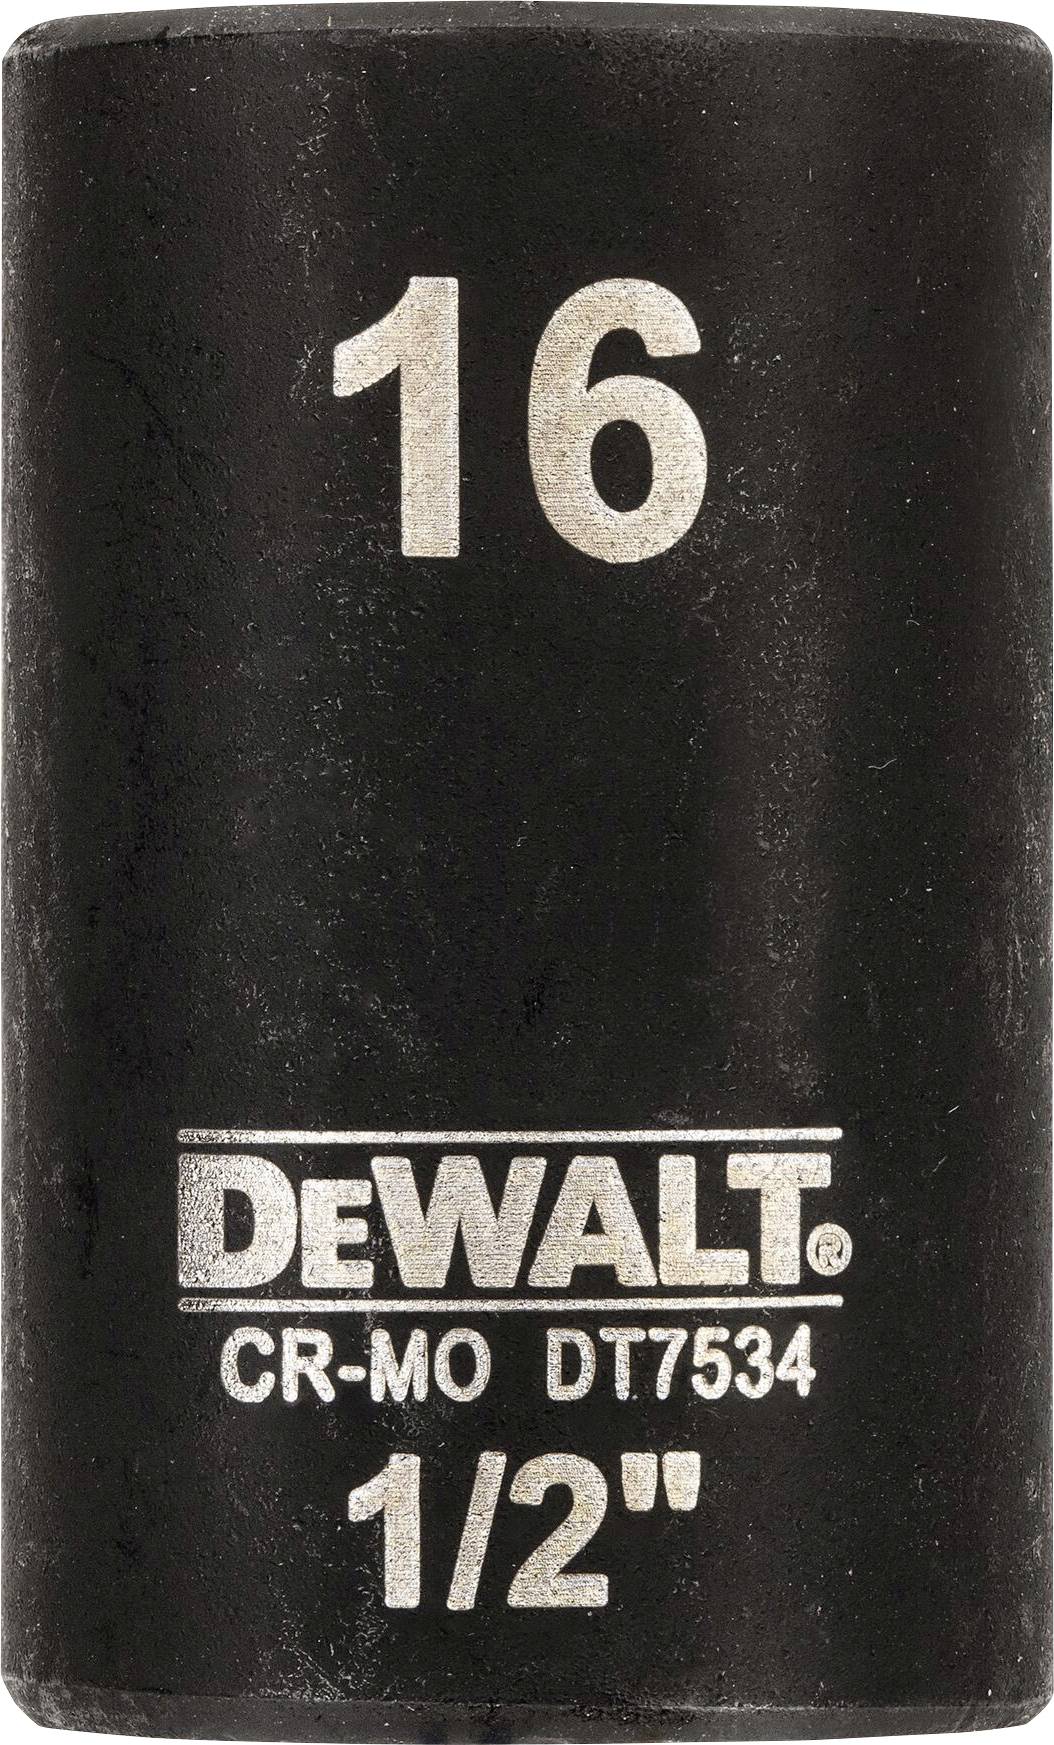 16
DEWALT®
CR-MO DT7534
1/2"